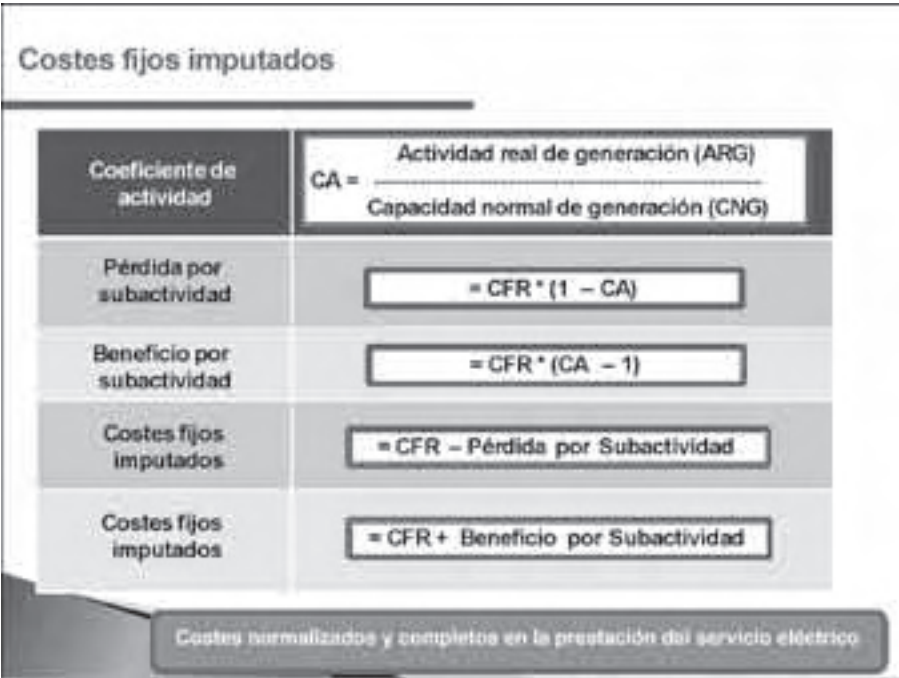 Costes fijos imputados
Coeficiente de
actividad
Actividad real de generación (ARG)
CA = ---
Capacidad normal de generación (CNG)
Pérdida por
subactividad
= CFR * (1 – CA)
Beneficio por
subactividad
= CFR * (CA – 1)
Costes fijos
imputados
= CFR – Pérdida por Subactividad
Costes fijos
imputados
= CFR + Beneficio por Subactividad
Costes normalizados y completos en la prestación del servicio eléctrico